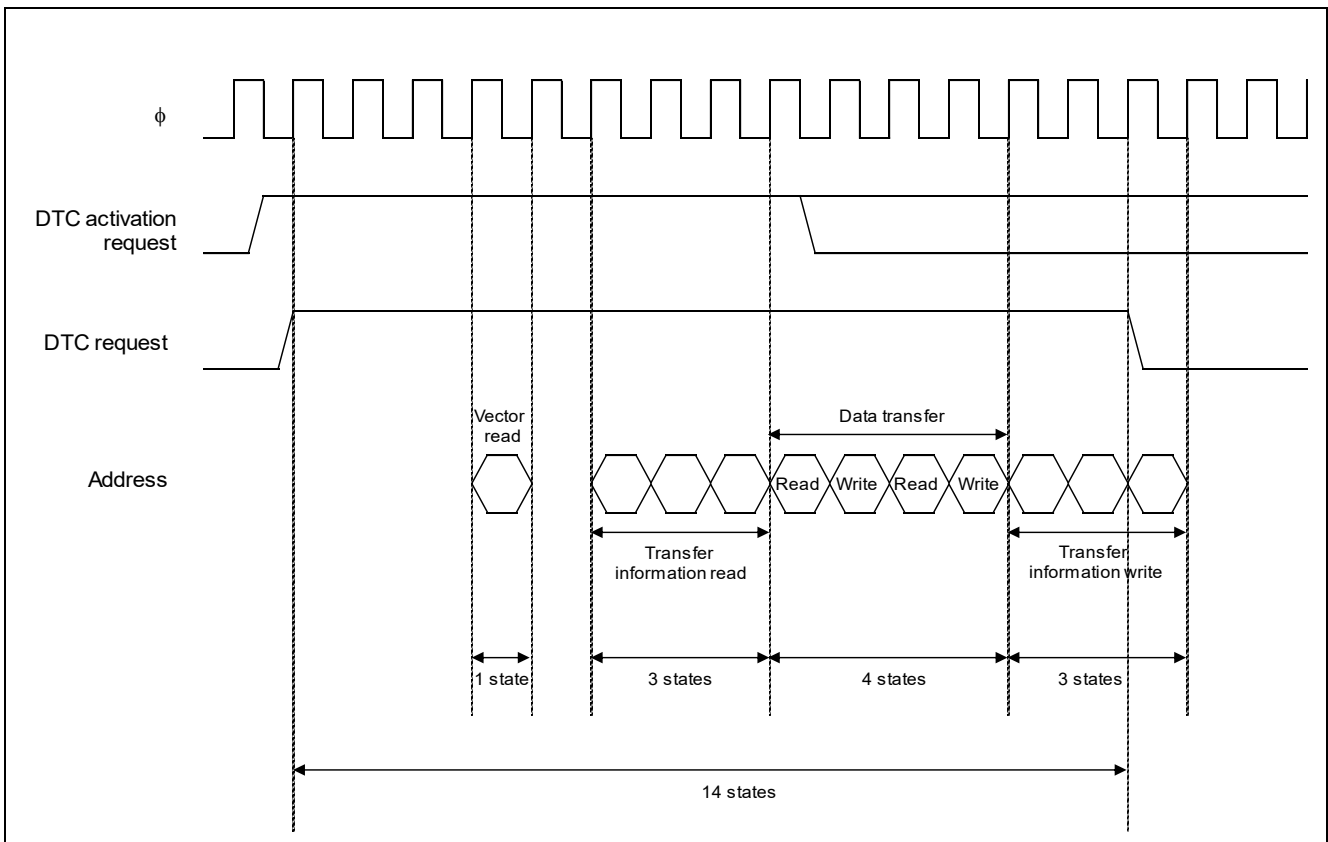 ϕ
DTC activation
request
DTC request
Vector
read
Data transfer
Address
Read Write Read Write
Transfer
information read
Transfer
information write
1 state
3 states
4 states
3 states
14 states